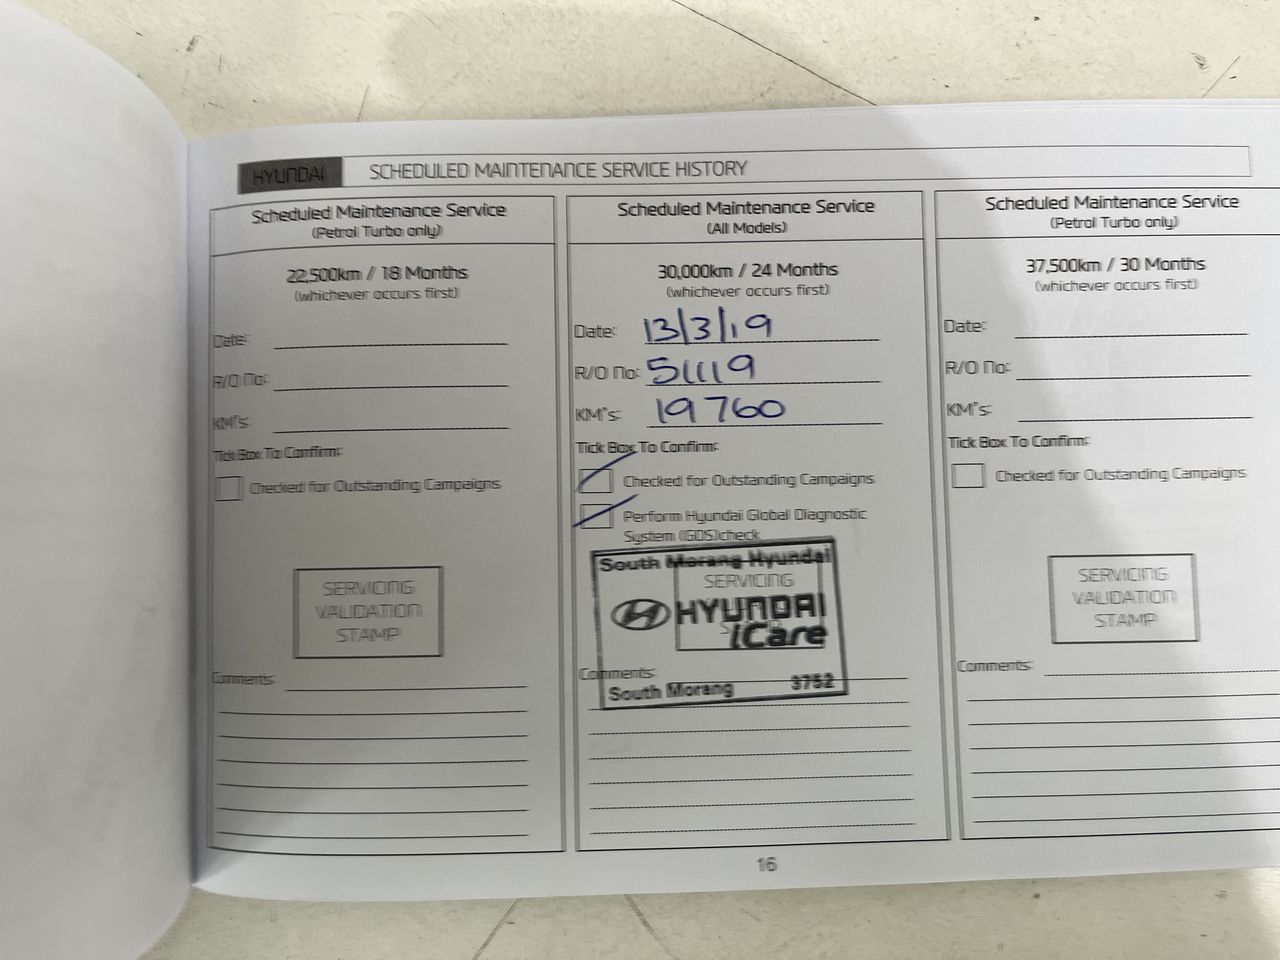 HYUNDAI SCHEDULED MAINTENANCE SERVICE HISTORY
Scheduled Maintenance Service
(Petrol Turbo only)
22,500km / 18 Months
(whichever occurs first)
Date:
R/O No:
KM's:
Tick Box To Confirm:
Checked for Outstanding Campaigns
SERVICING
VALIDATION
STAMP
Comments:
Scheduled Maintenance Service
(All Models)
30,000km / 24 Months
(whichever occurs first)
Date: 13/3/19
R/O No: 51119
KM's: 19760
Tick Box To Confirm:
Checked for Outstanding Campaigns
Perform Hyundai Global Diagnostic
System (GDS)check
South Morang Hyundai
SERVICING
HYUNDAI
iCare
Comments:
South Morang 3752
Scheduled Maintenance Service
(Petrol Turbo only)
37,500km / 30 Months
(whichever occurs first)
Date:
R/O No:
KM's:
Tick Box To Confirm:
Checked for Outstanding Campaigns
SERVICING
VALIDATION
STAMP
Comments:
16